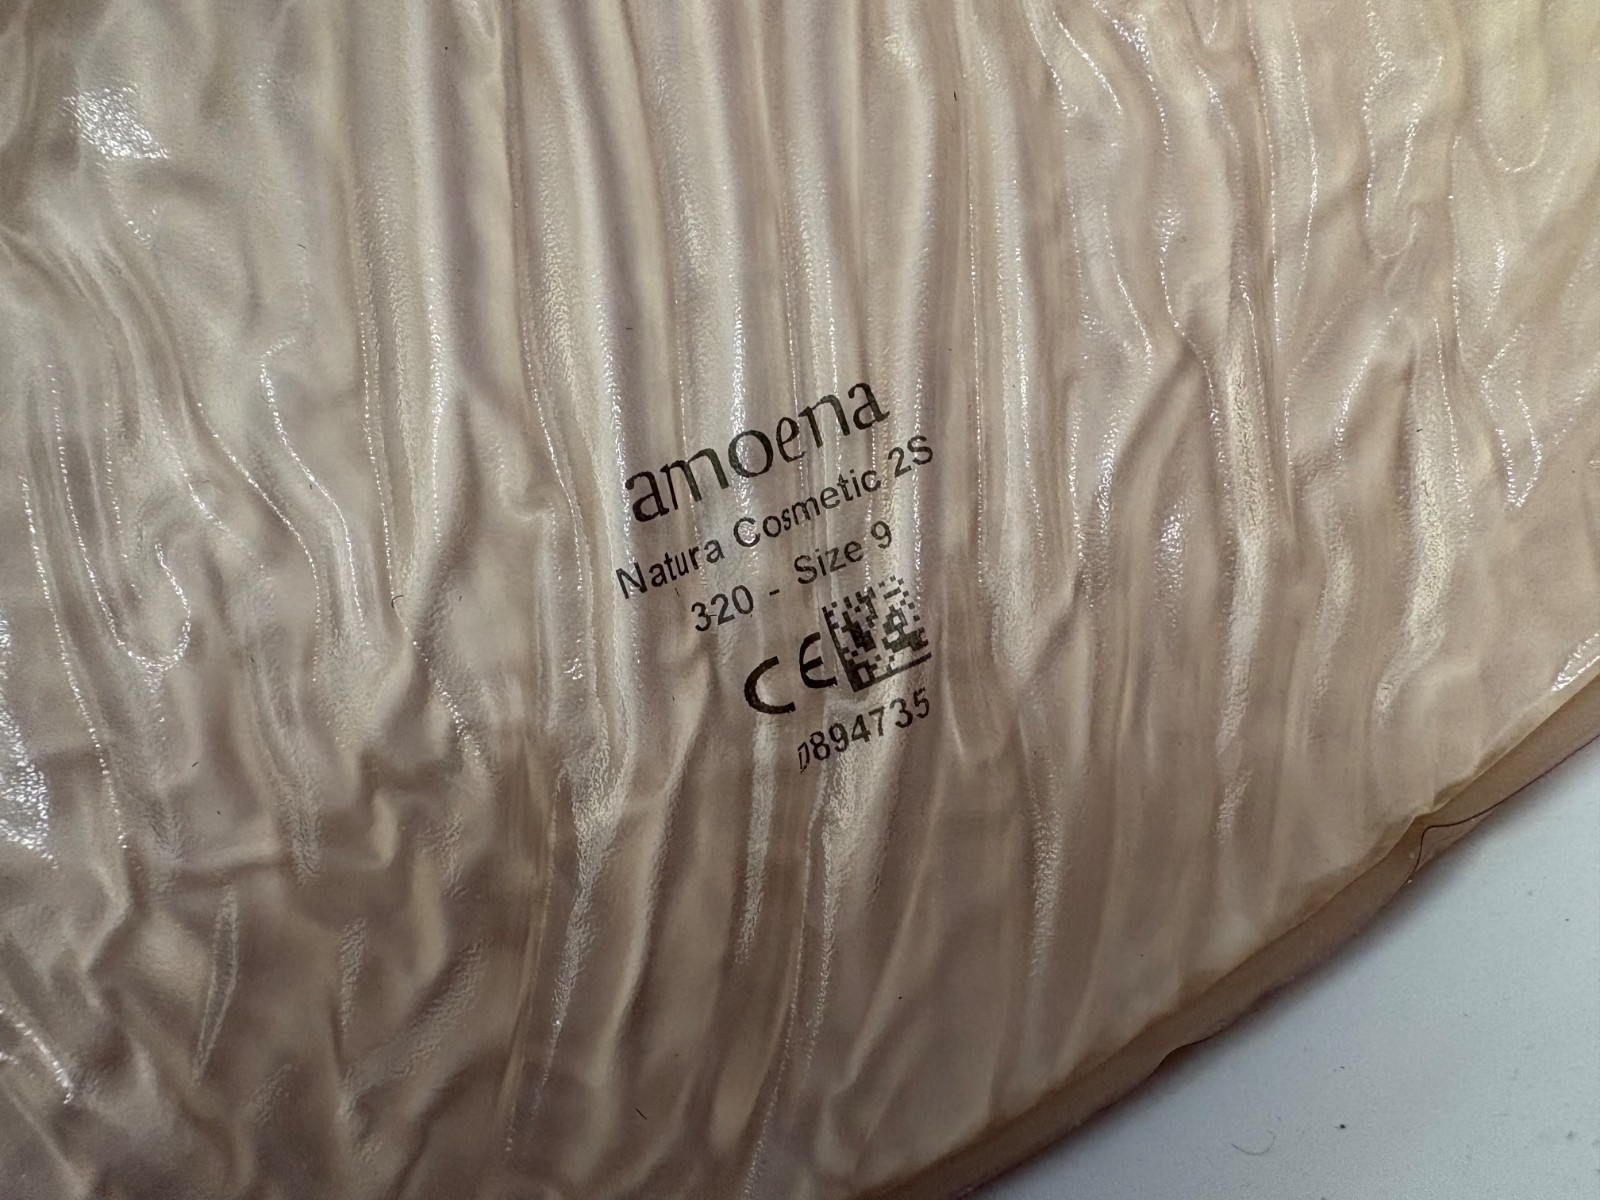 amoena
Natura Cosmetic 2S
320 - Size 9
CE
0894735